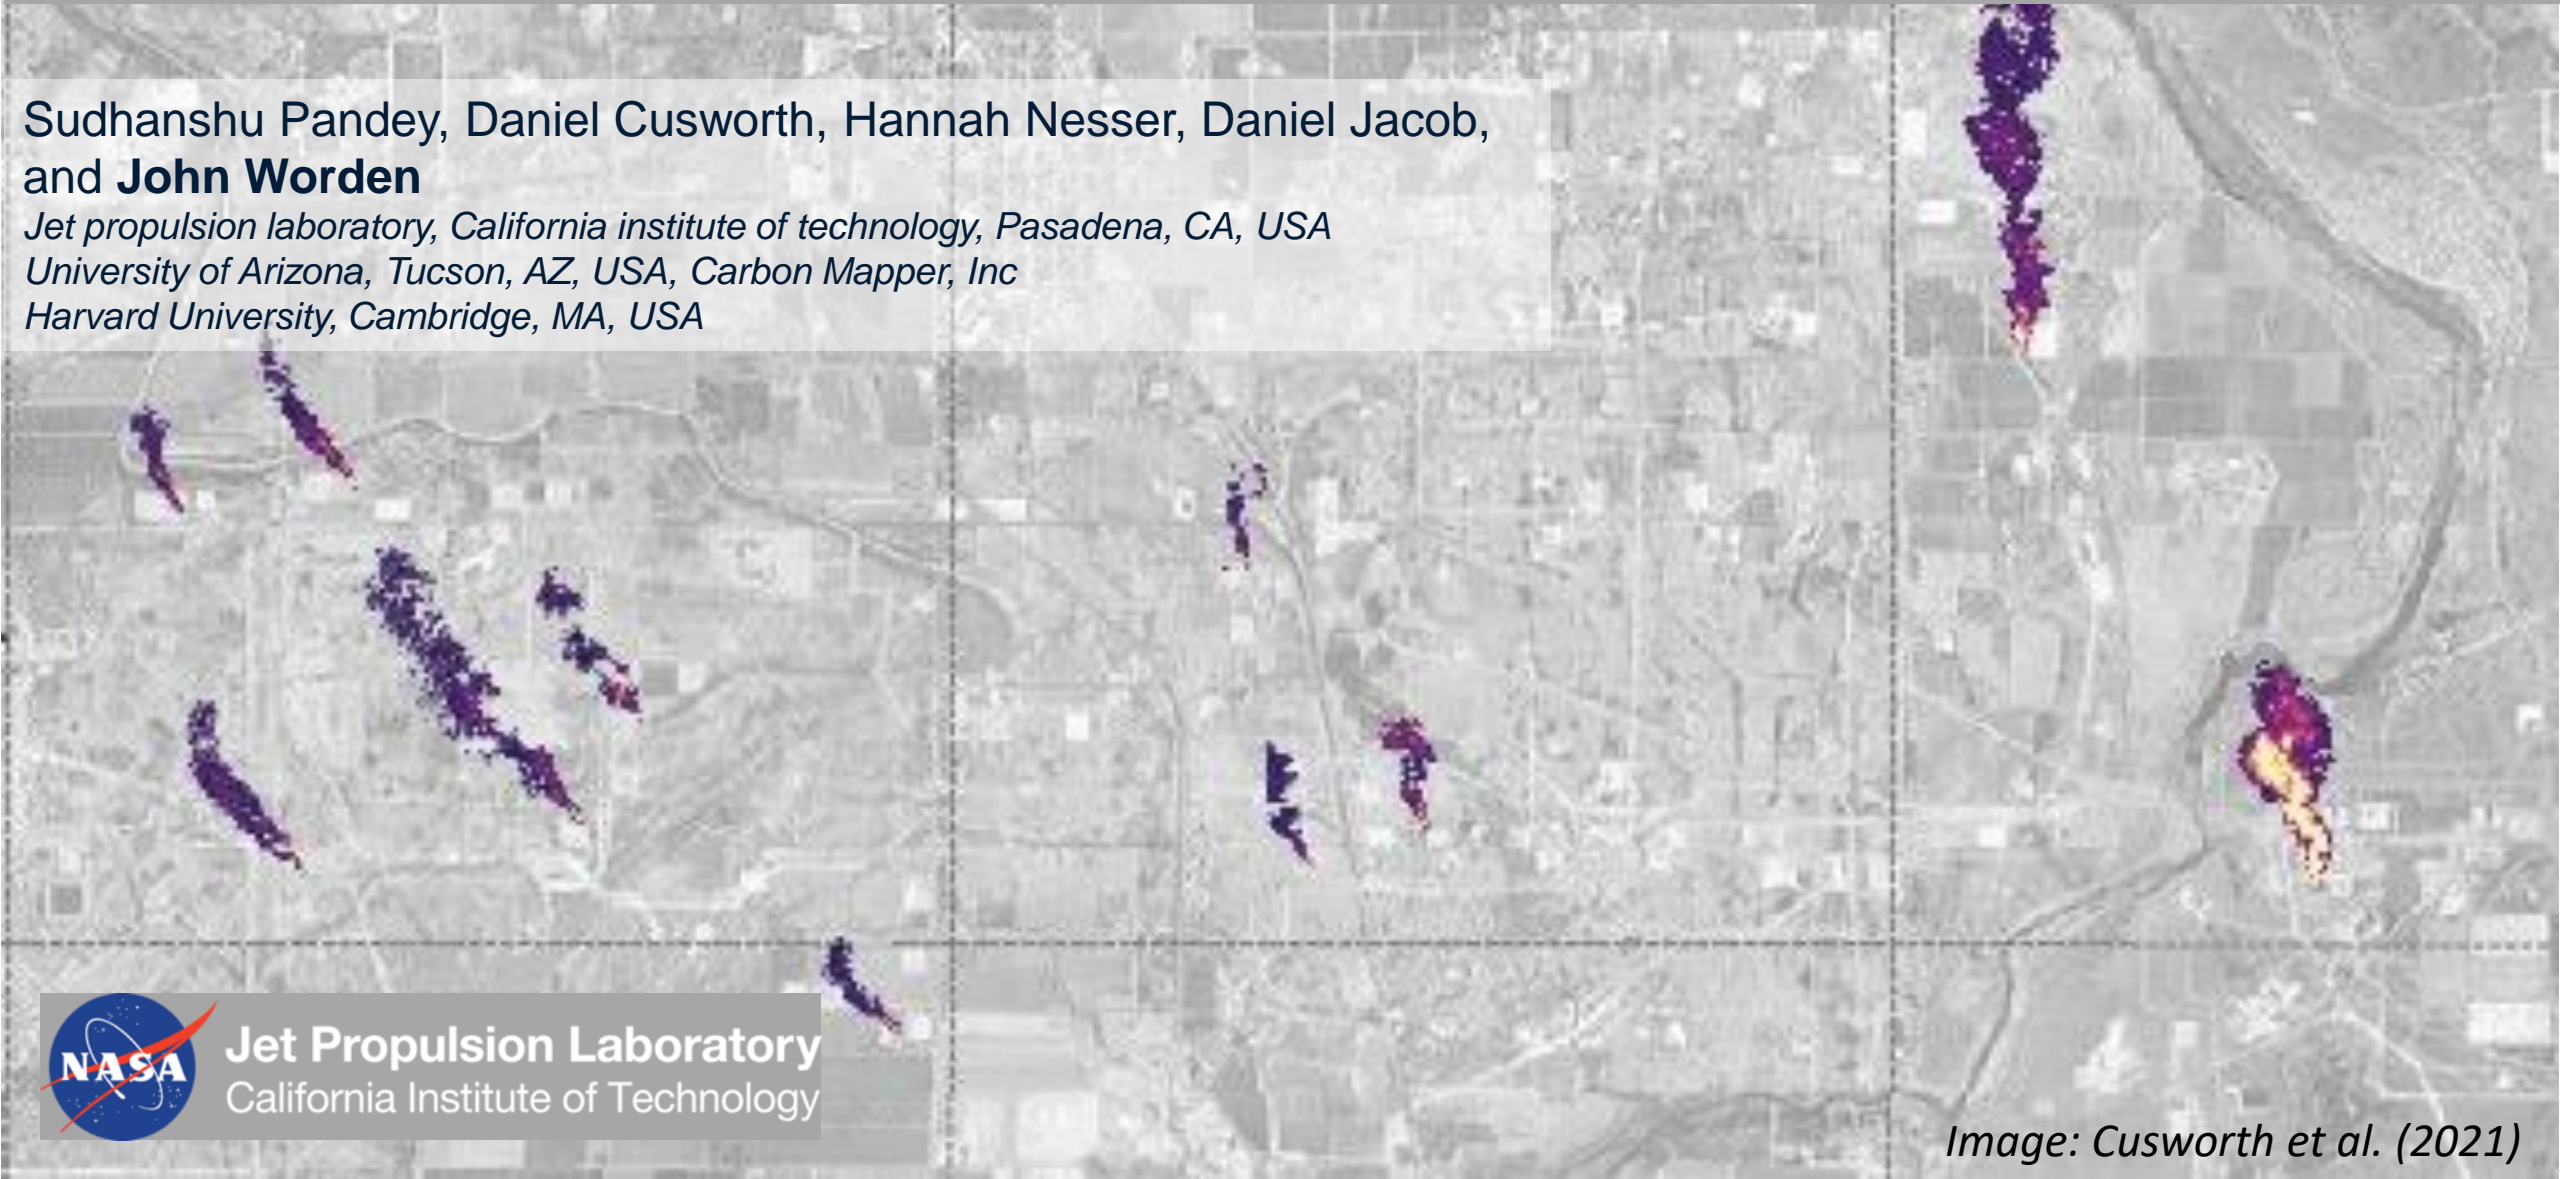 Sudhanshu Pandey, Daniel Cusworth, Hannah Nesser, Daniel Jacob,
and John Worden
Jet propulsion laboratory, California institute of technology, Pasadena, CA, USA
University of Arizona, Tucson, AZ, USA, Carbon Mapper, Inc
Harvard University, Cambridge, MA, USA
NASA
Jet Propulsion Laboratory
California Institute of Technology
Image: Cusworth et al. (2021)